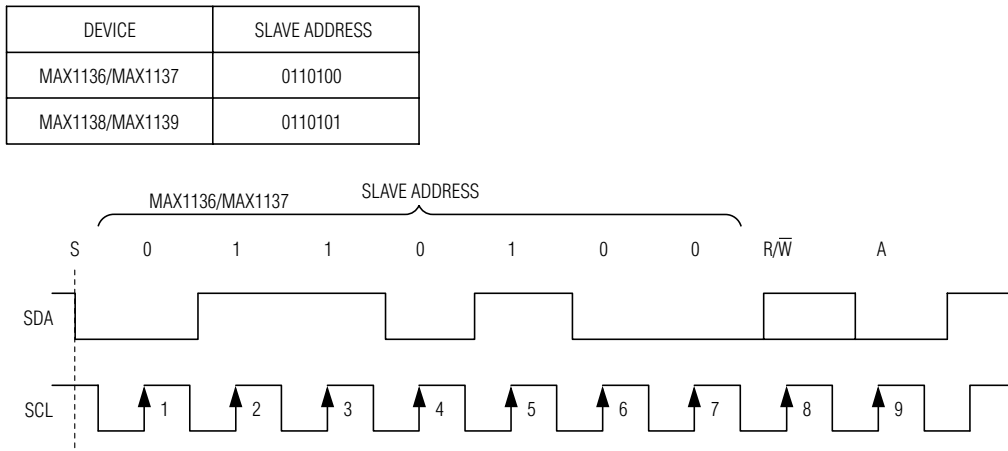 DEVICE SLAVE ADDRESS
MAX1136/MAX1137 0110100
MAX1138/MAX1139 0110101
MAX1136/MAX1137 SLAVE ADDRESS
S 0 1 1 0 1 0 0 R/W̅ A
SDA
SCL 1 2 3 4 5 6 7 8 9